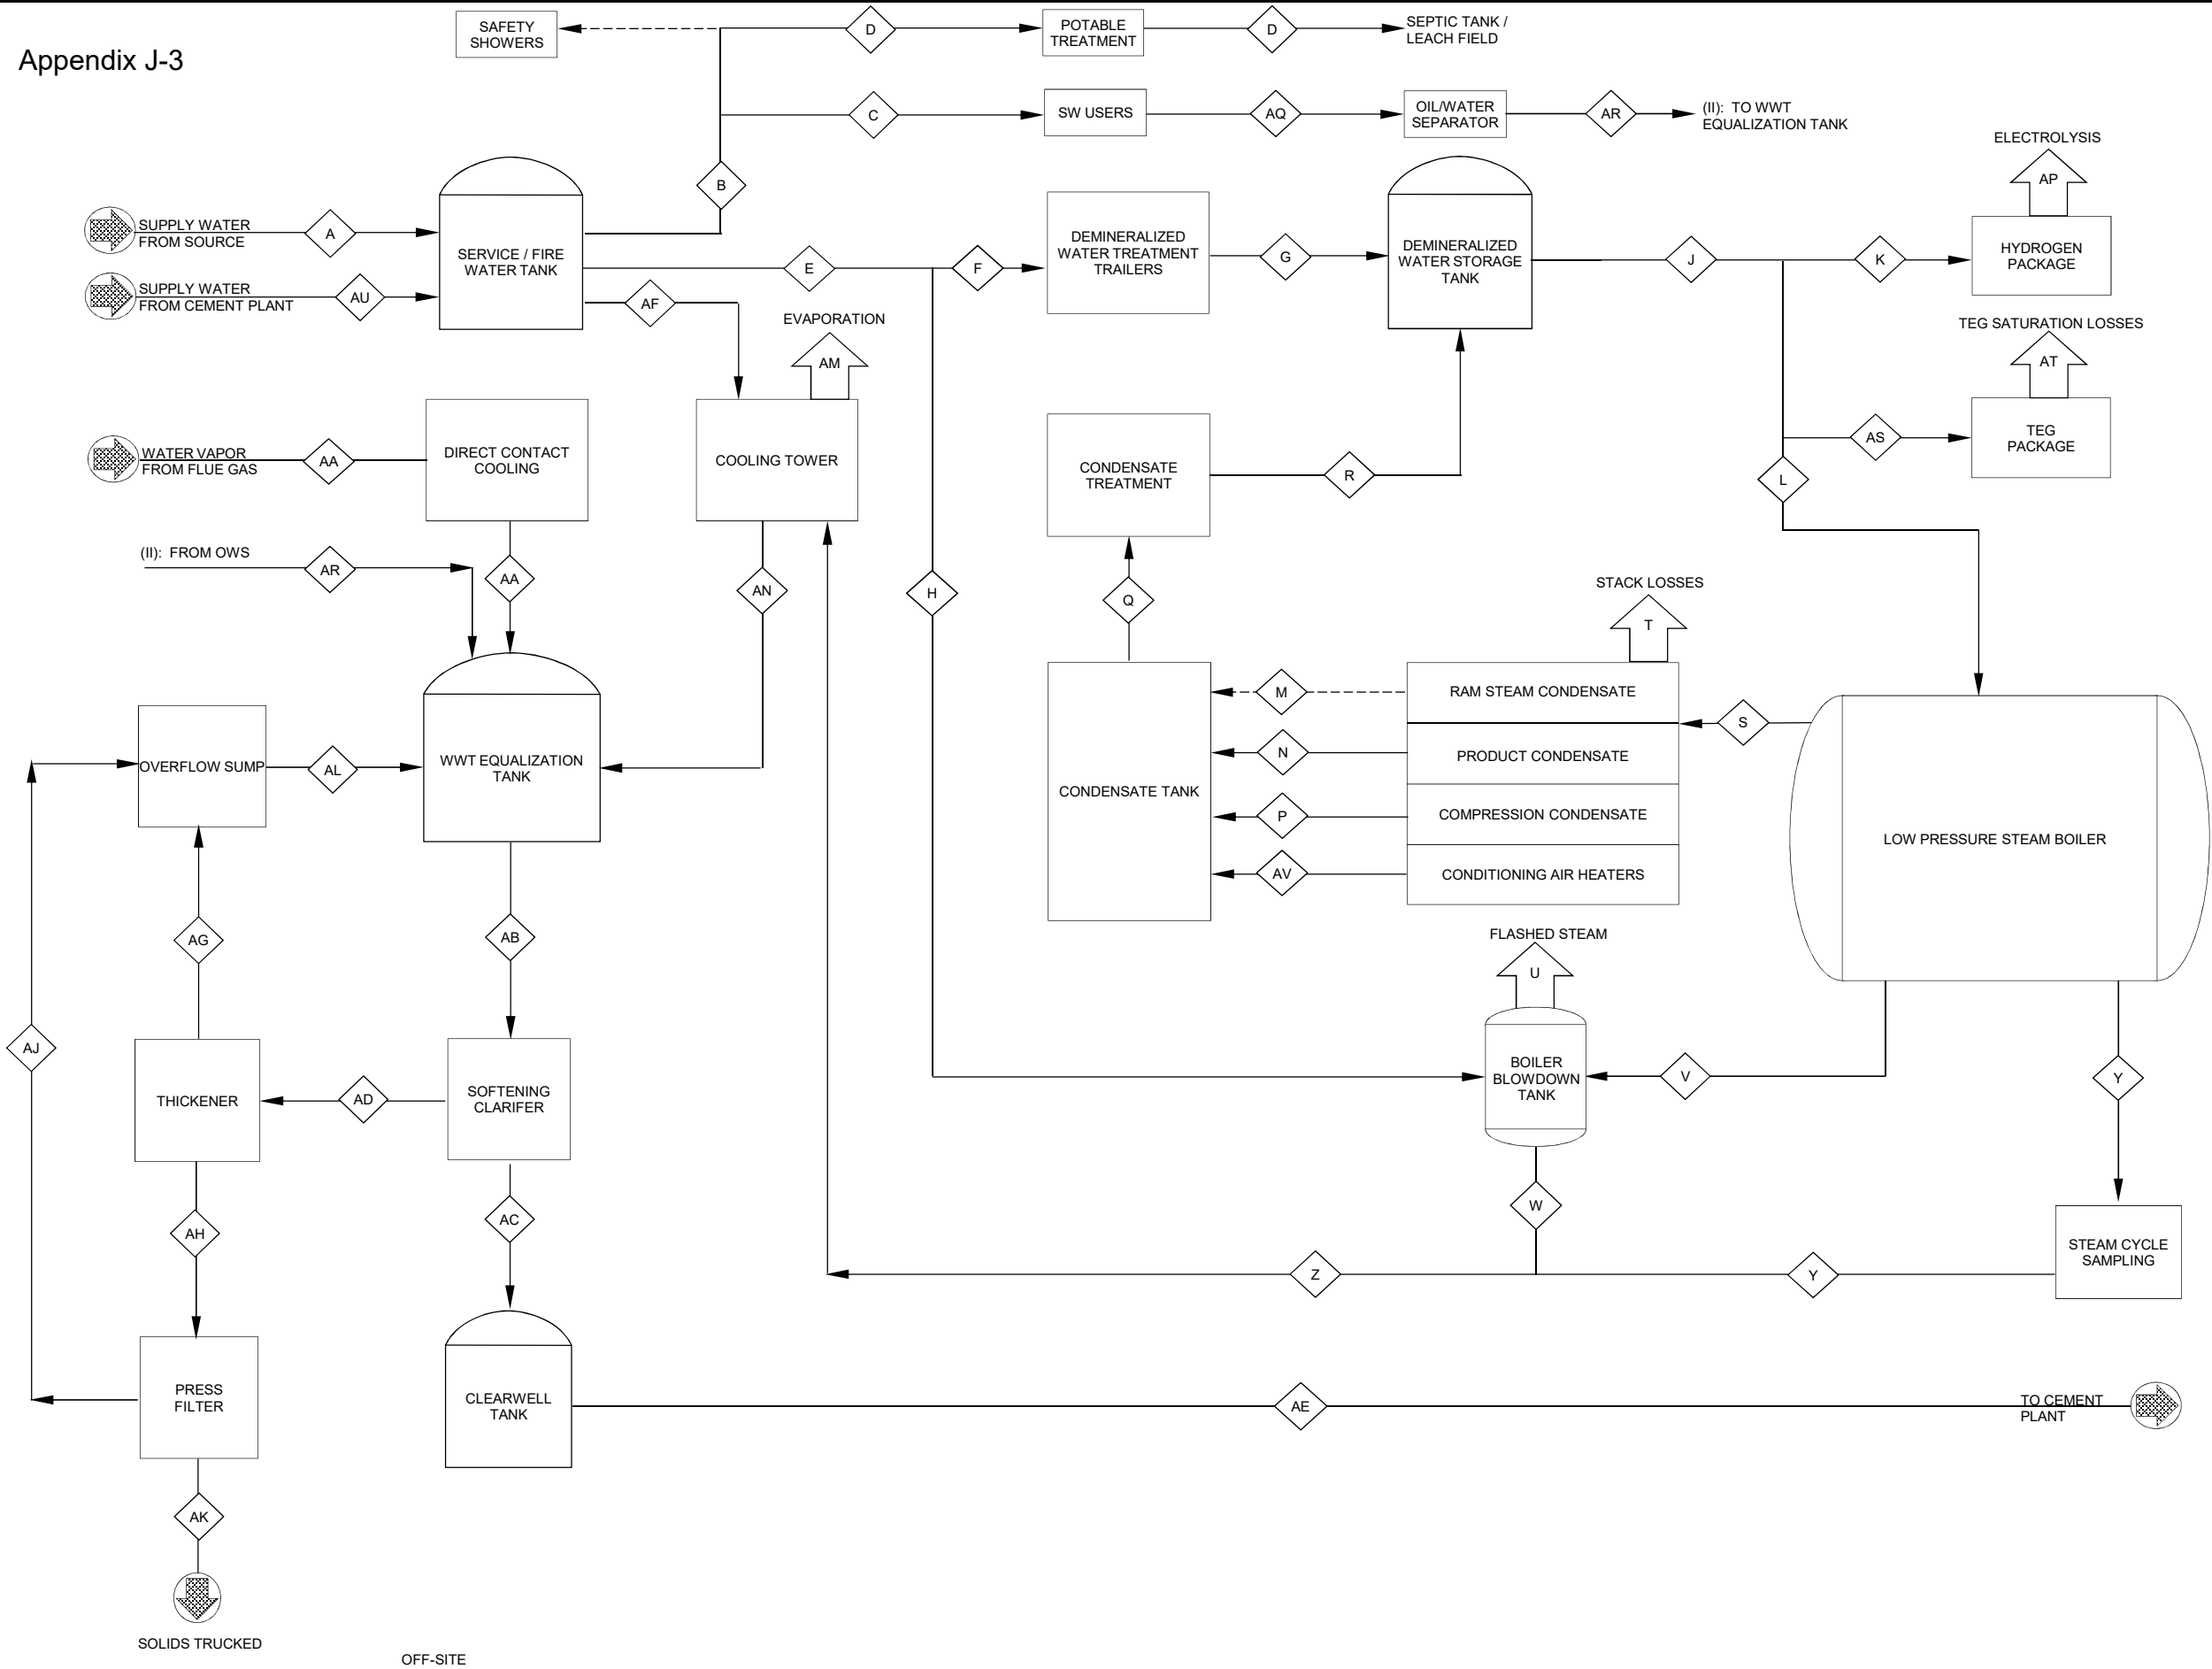 Appendix J-3
SAFETY
SHOWERS
D
POTABLE
TREATMENT
D
SEPTIC TANK /
LEACH FIELD
C
SW USERS
AQ
OIL/WATER
SEPARATOR
AR
(II): TO WWT
EQUALIZATION TANK
B
ELECTROLYSIS
AP
SUPPLY WATER
FROM SOURCE
A
SERVICE / FIRE
WATER TANK
E
F
DEMINERALIZED
WATER TREATMENT
TRAILERS
G
DEMINERALIZED
WATER STORAGE
TANK
J
K
HYDROGEN
PACKAGE
SUPPLY WATER
FROM CEMENT PLANT
AU
AF
EVAPORATION
AM
TEG SATURATION LOSSES
AT
WATER VAPOR
FROM FLUE GAS
AA
DIRECT CONTACT
COOLING
COOLING TOWER
CONDENSATE
TREATMENT
R
AS
TEG
PACKAGE
L
(II): FROM OWS
AR
AA
AN
H
Q
STACK LOSSES
T
OVERFLOW SUMP
AL
WWT EQUALIZATION
TANK
CONDENSATE TANK
M
RAM STEAM CONDENSATE
S
N
PRODUCT CONDENSATE
P
COMPRESSION CONDENSATE
AV
CONDITIONING AIR HEATERS
LOW PRESSURE STEAM BOILER
AG
AB
FLASHED STEAM
U
AJ
THICKENER
AD
SOFTENING
CLARIFER
BOILER
BLOWDOWN
TANK
V
Y
AH
AC
W
STEAM CYCLE
SAMPLING
Z
Y
PRESS
FILTER
CLEARWELL
TANK
AE
TO CEMENT
PLANT
AK
SOLIDS TRUCKED
OFF-SITE